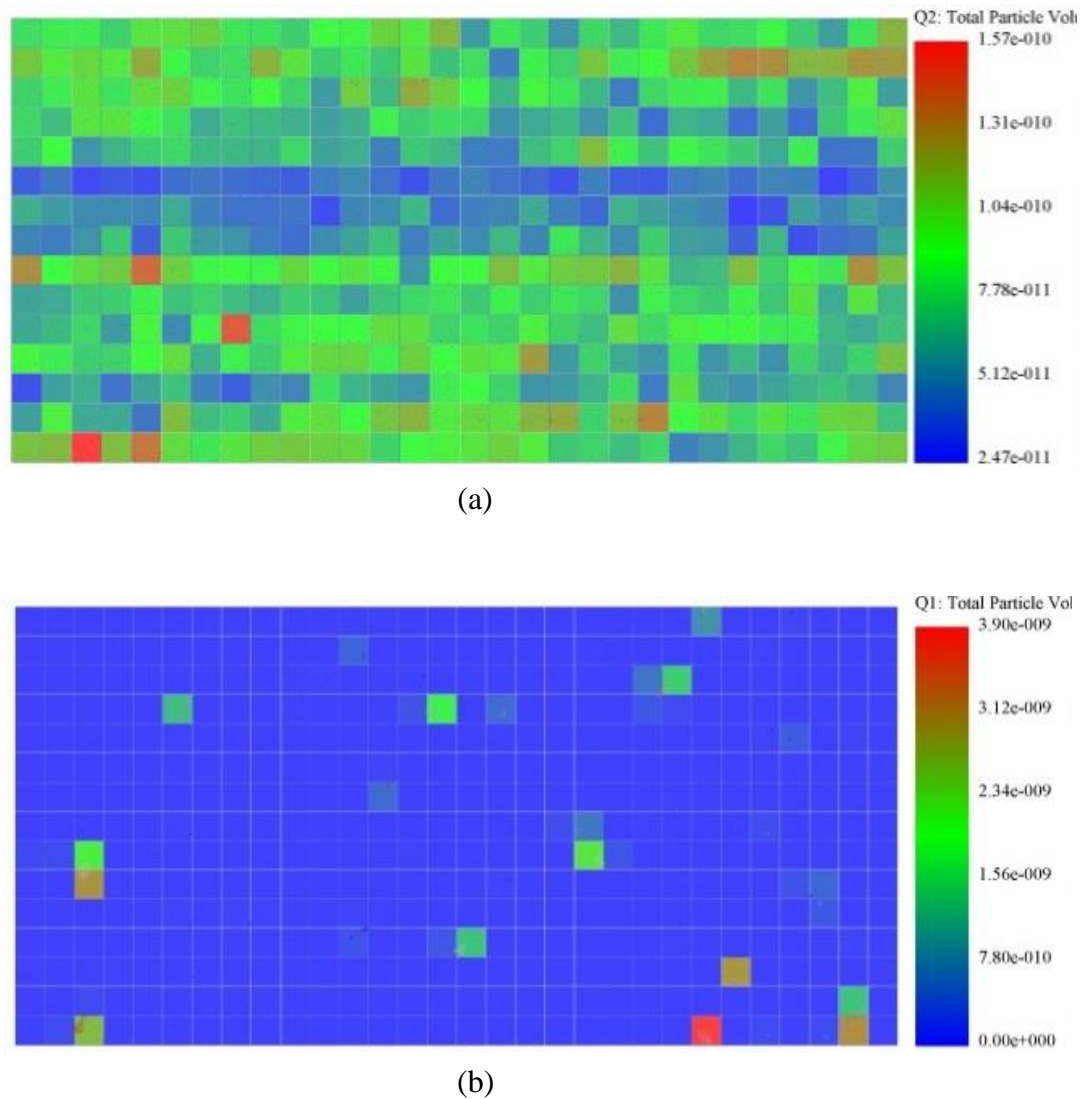 Q2: Total Particle Volu
1.57e-010
1.31e-010
1.04e-010
7.78e-011
5.12e-011
2.47e-011
(a)
Q1: Total Particle Vol
3.90e-009
3.12e-009
2.34e-009
1.56e-009
7.80e-010
0.00e+000
(b)